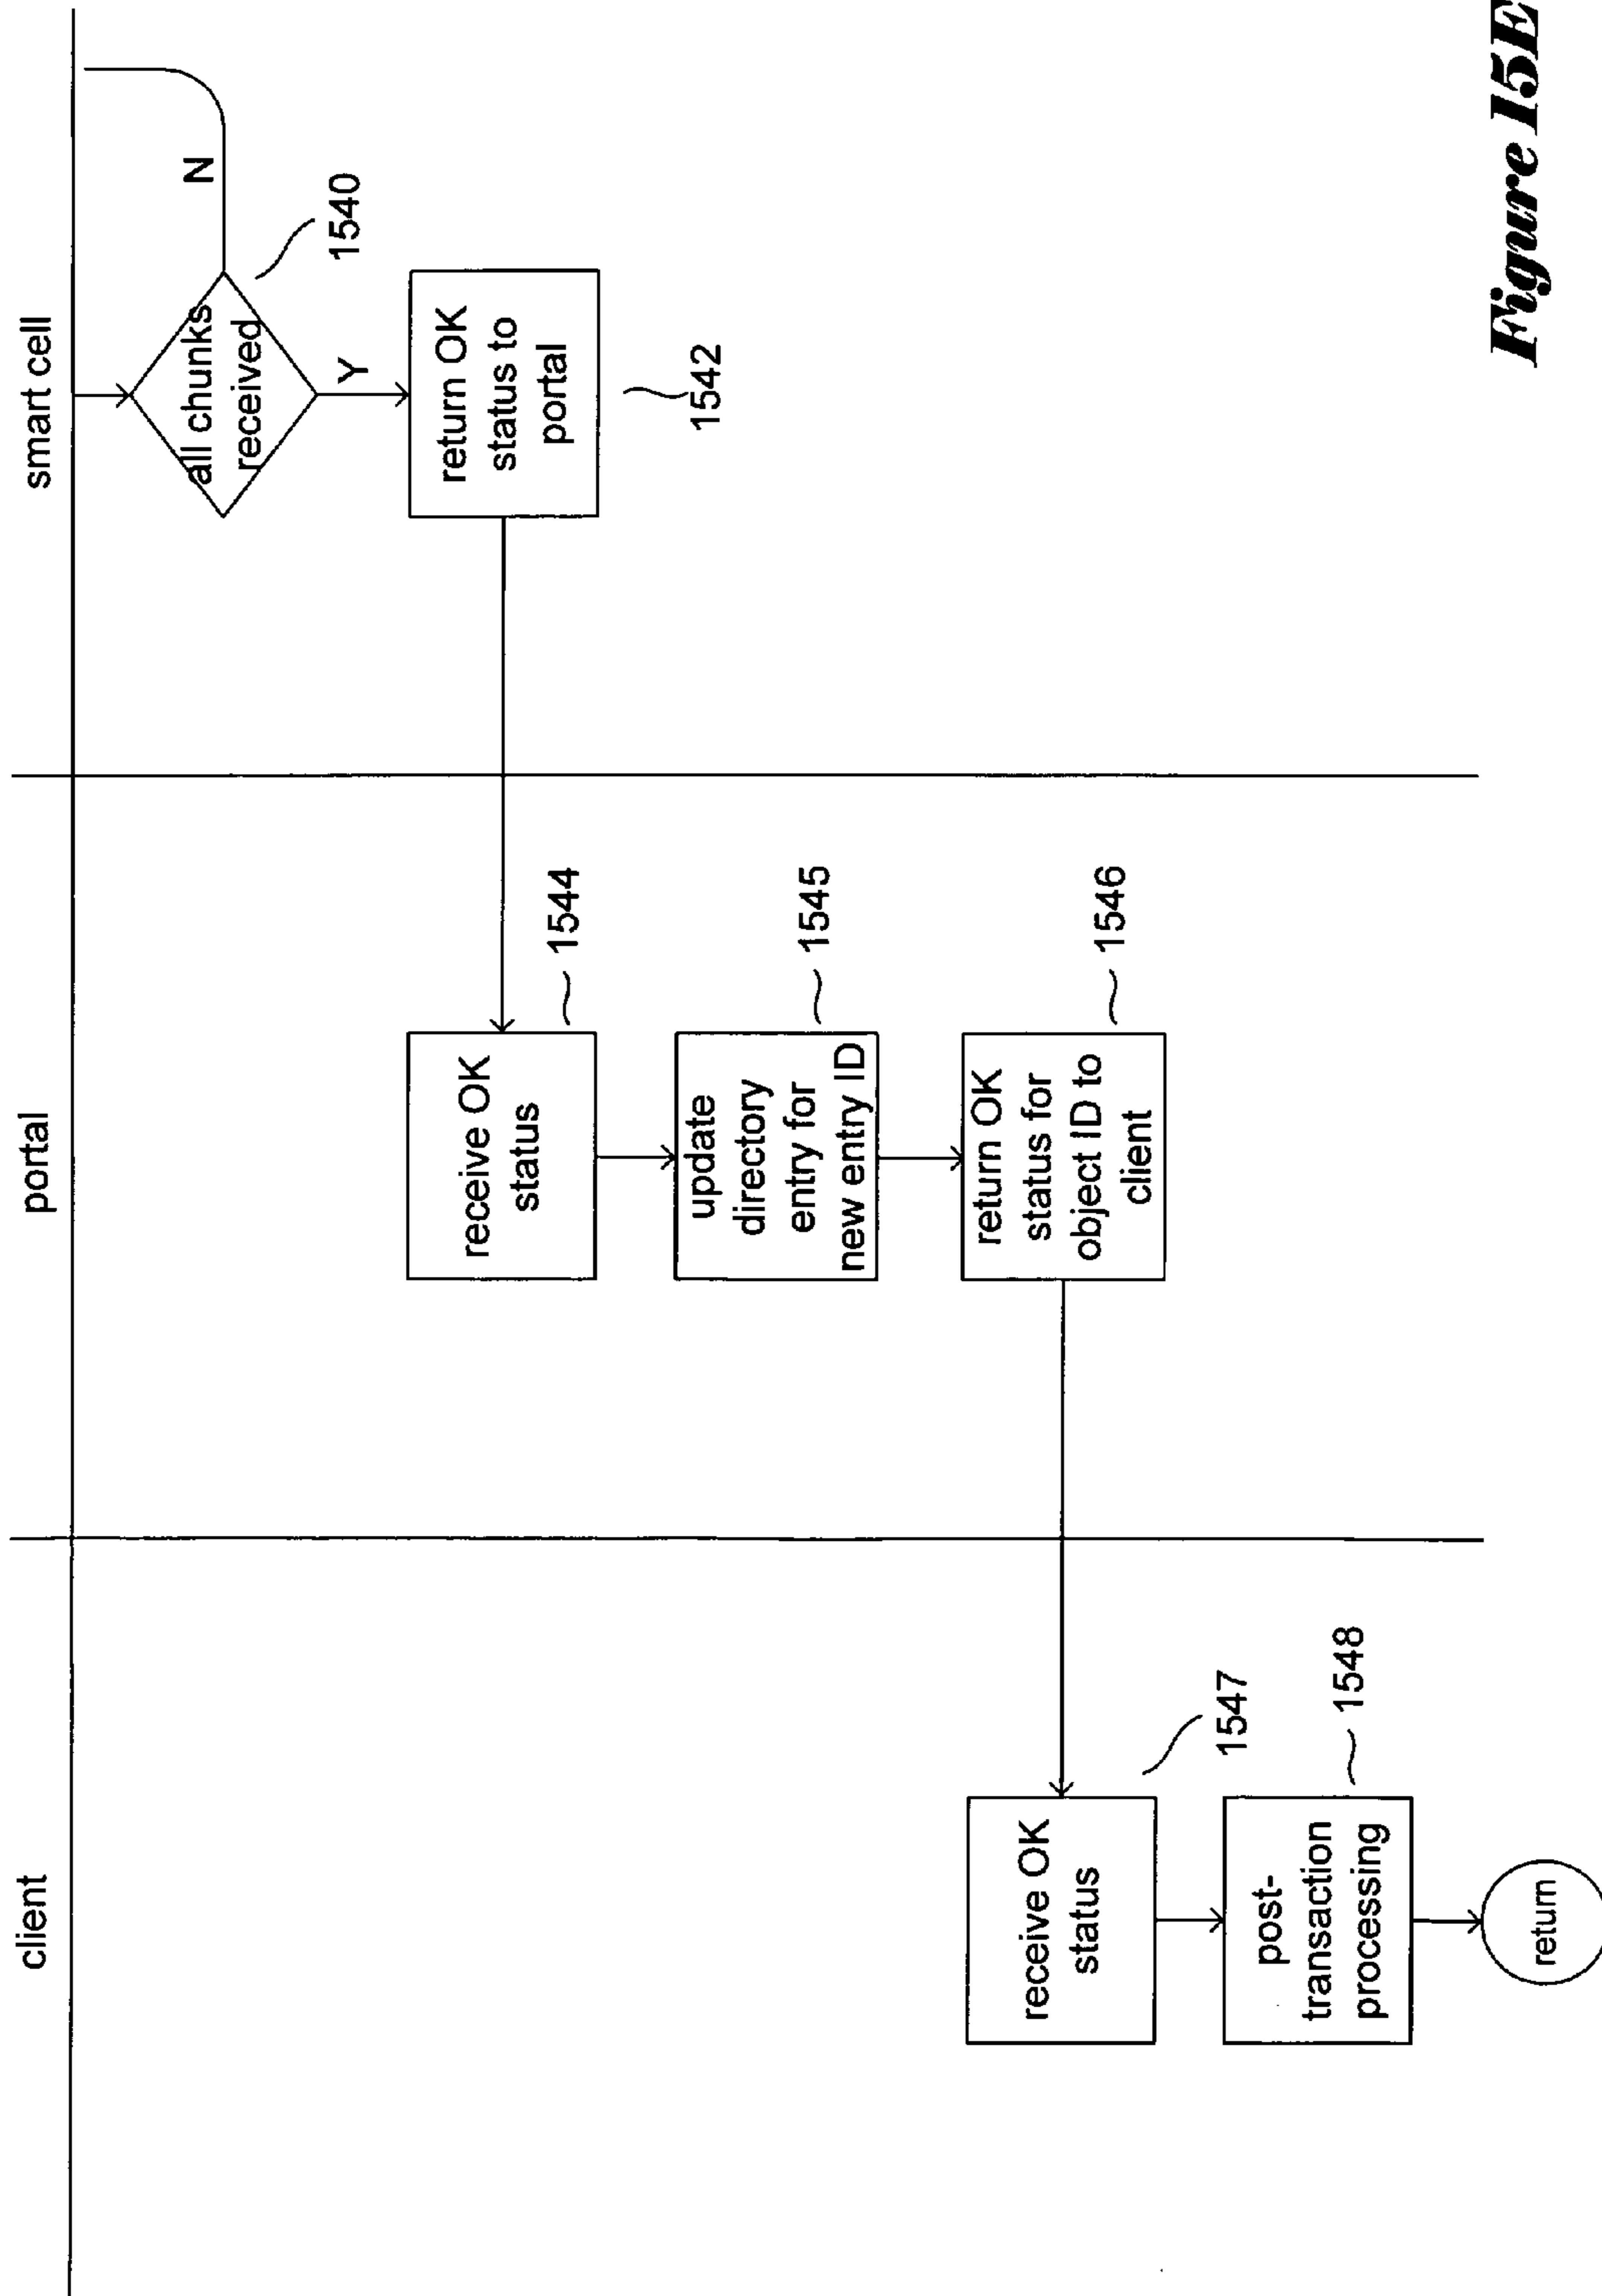 client
portal
smart cell
all chunks
received
N
1540
Y
return OK
status to
portal
1542
receive OK
status
1544
update
directory
entry for
new entry ID
1545
return OK
status for
object ID to
client
1546
receive OK
status
1547
post-
transaction
processing
1548
return
Figure 15E